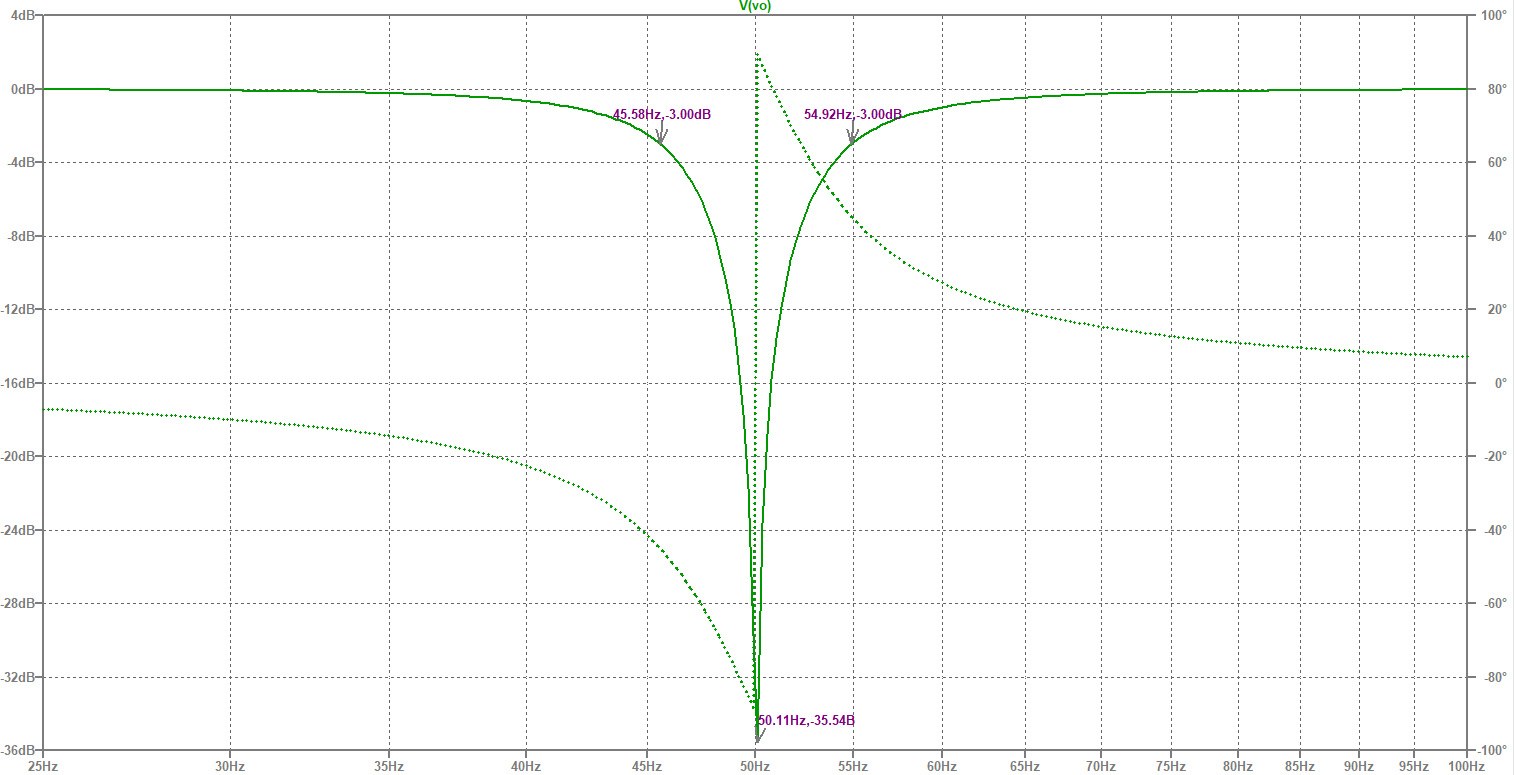 V(vo)
4dB
100°
0dB
80°
45.58Hz,-3.00dB
54.92Hz,-3.00dB
-4dB
60°
-8dB
40°
-12dB
20°
-16dB
0°
-20dB
-20°
-24dB
-40°
-28dB
-60°
-32dB
-80°
50.11Hz,-35.54B
-36dB
-100°
25Hz 30Hz 35Hz 40Hz 45Hz 50Hz 55Hz 60Hz 65Hz 70Hz 75Hz 80Hz 85Hz 90Hz 95Hz 100Hz